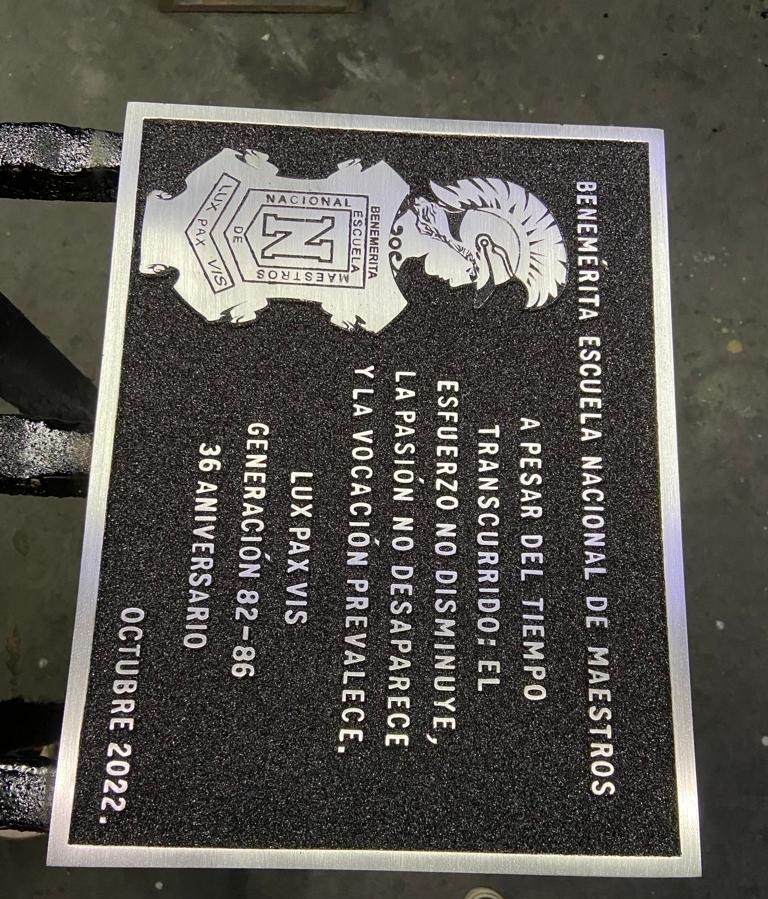 BENEMÉRITA ESCUELA NACIONAL DE MAESTROS
BENEMERITA
ESCUELA
NACIONAL
MAESTROS
N
DE
LUX PAX VIS
A PESAR DEL TIEMPO
TRANSCURRIDO: EL
ESFUERZO NO DISMINUYE,
LA PASIÓN NO DESAPARECE
Y LA VOCACIÓN PREVALECE.
LUX PAX VIS
GENERACIÓN 82-86
36 ANIVERSARIO
OCTUBRE 2022.